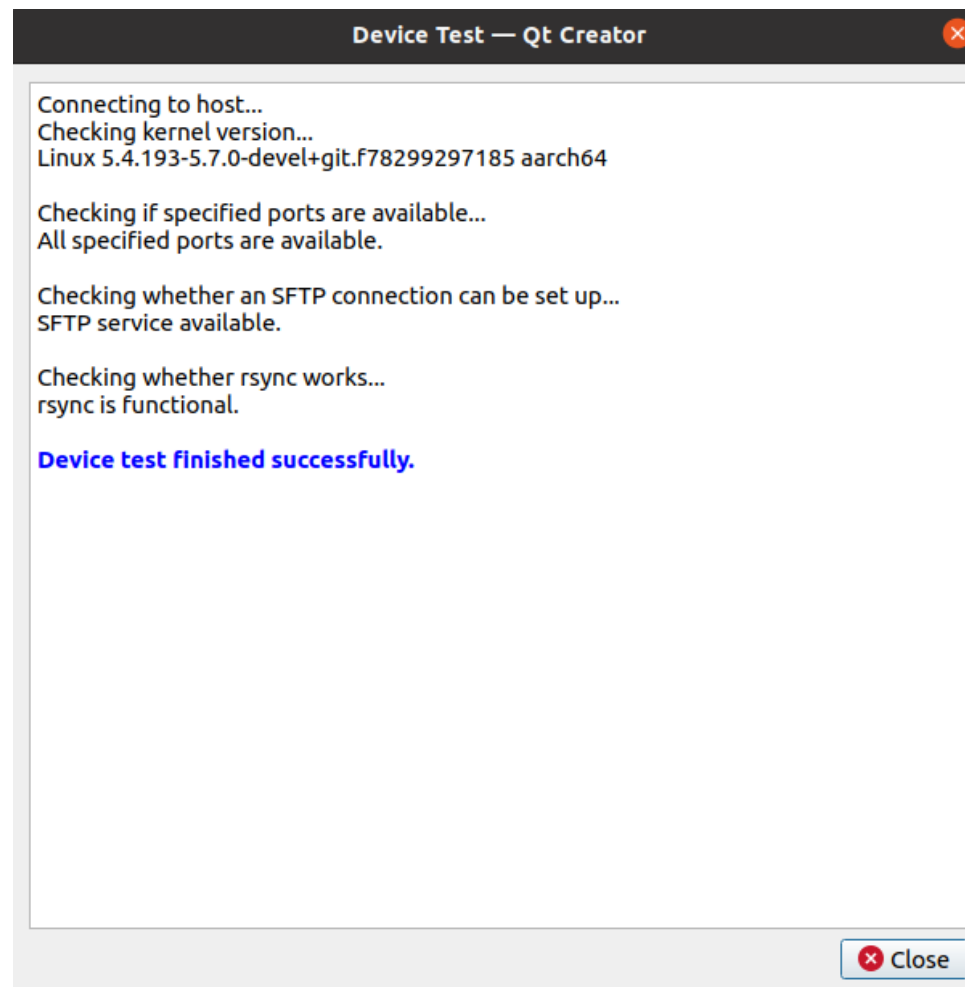 Device Test — Qt Creator
Connecting to host...
Checking kernel version...
Linux 5.4.193-5.7.0-devel+git.f78299297185 aarch64
Checking if specified ports are available...
All specified ports are available.
Checking whether an SFTP connection can be set up...
SFTP service available.
Checking whether rsync works...
rsync is functional.
Device test finished successfully.
Close